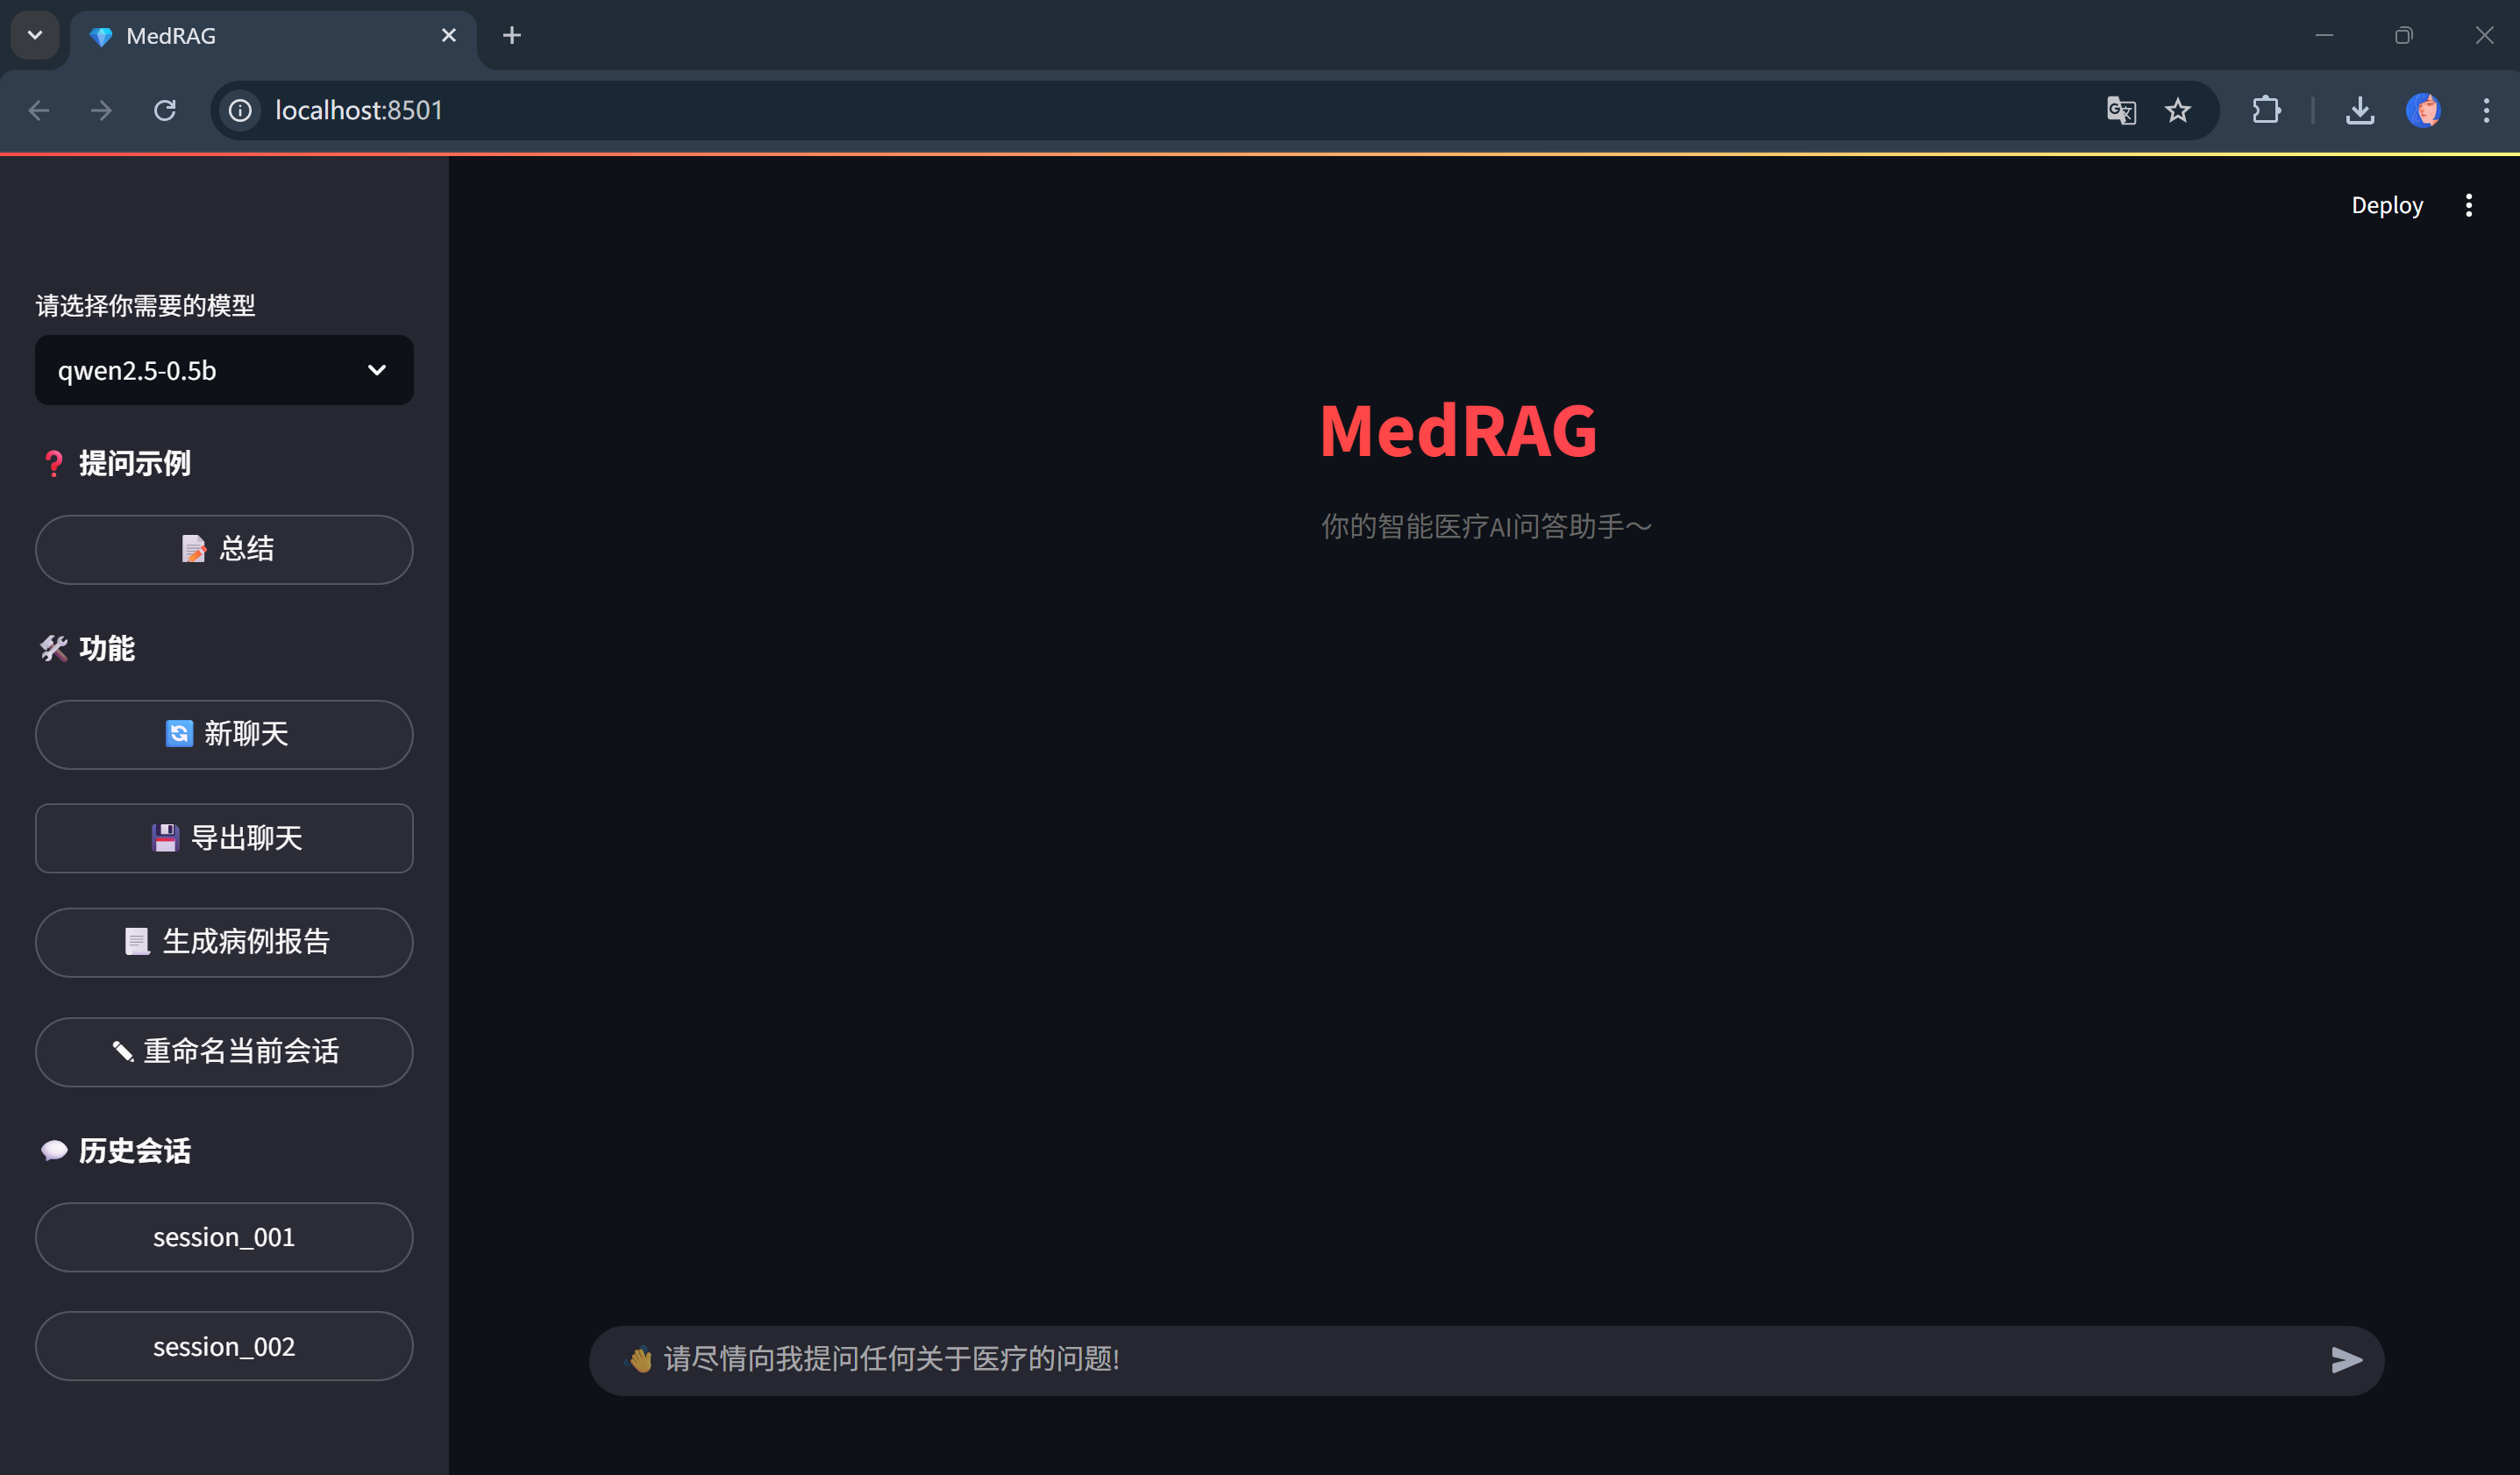 MedRAG
localhost:8501
Deploy
请选择你需要的模型
qwen2.5-0.5b
❓ 提问示例
📝 总结
🛠️ 功能
🔄 新聊天
💾 导出聊天
📃 生成病例报告
✏️ 重命名当前会话
💬 历史会话
session_001
session_002
MedRAG
你的智能医疗AI问答助手～
👋 请尽情向我提问任何关于医疗的问题!